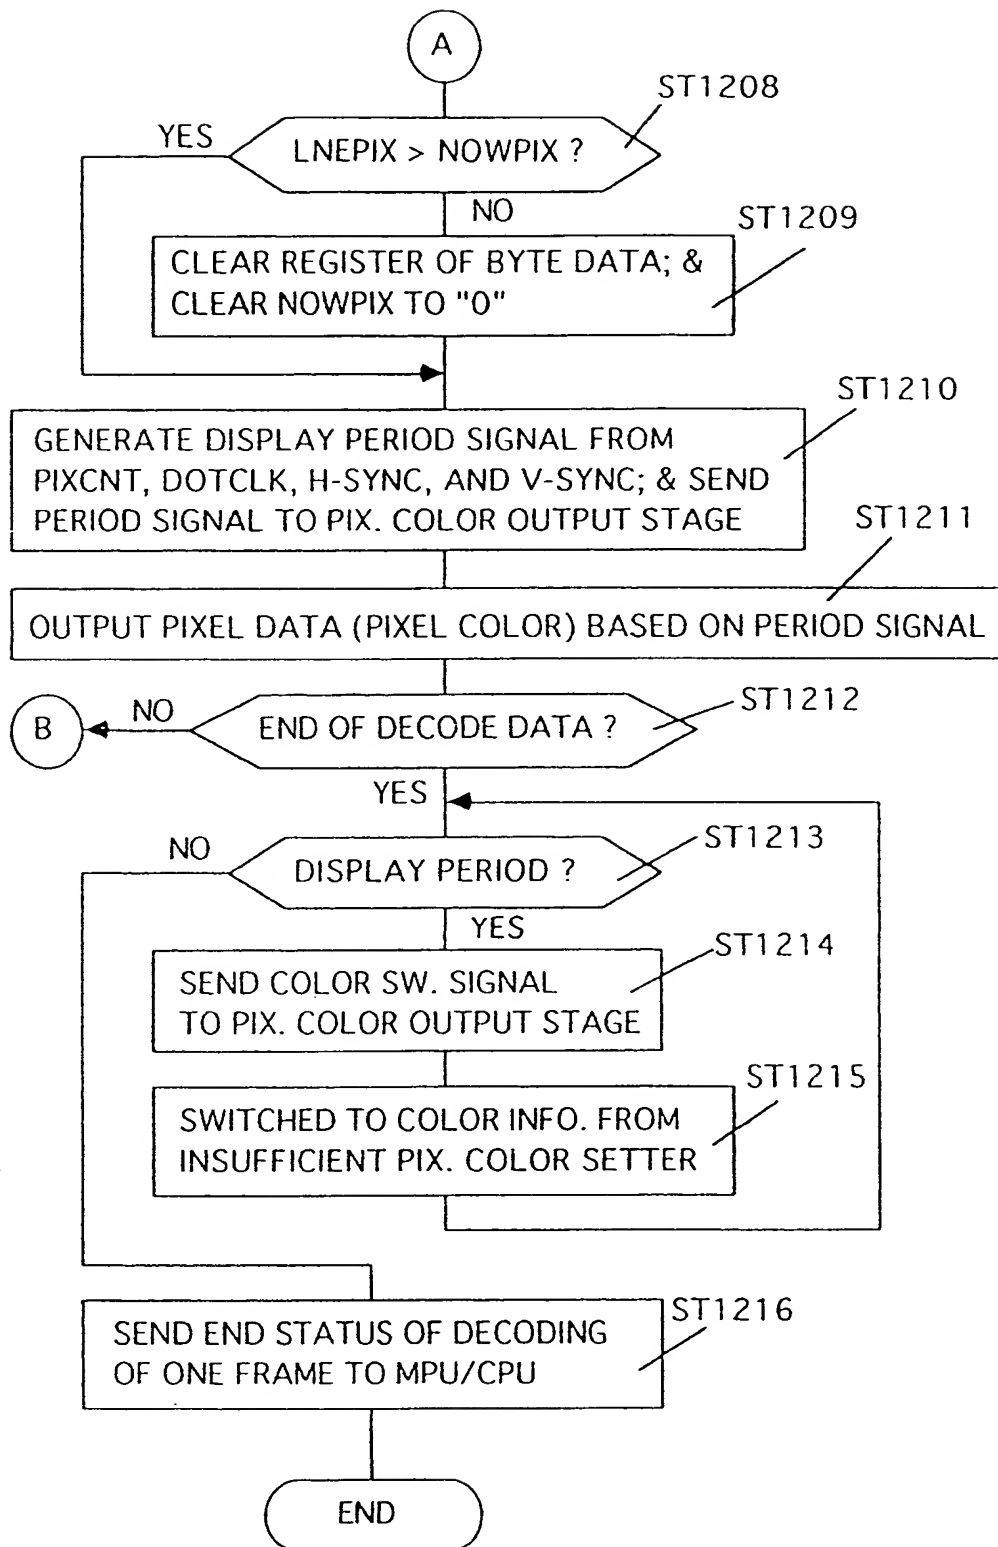 A
ST1208
YES
LNEPIX > NOWPIX ?
NO
ST1209
CLEAR REGISTER OF BYTE DATA; &
CLEAR NOWPIX TO "0"
ST1210
GENERATE DISPLAY PERIOD SIGNAL FROM
PIXCNT, DOTCLK, H-SYNC, AND V-SYNC; & SEND
PERIOD SIGNAL TO PIX. COLOR OUTPUT STAGE
ST1211
OUTPUT PIXEL DATA (PIXEL COLOR) BASED ON PERIOD SIGNAL
ST1212
B
NO
END OF DECODE DATA ?
YES
ST1213
NO
DISPLAY PERIOD ?
YES
ST1214
SEND COLOR SW. SIGNAL
TO PIX. COLOR OUTPUT STAGE
ST1215
SWITCHED TO COLOR INFO. FROM
INSUFFICIENT PIX. COLOR SETTER
ST1216
SEND END STATUS OF DECODING
OF ONE FRAME TO MPU/CPU
END